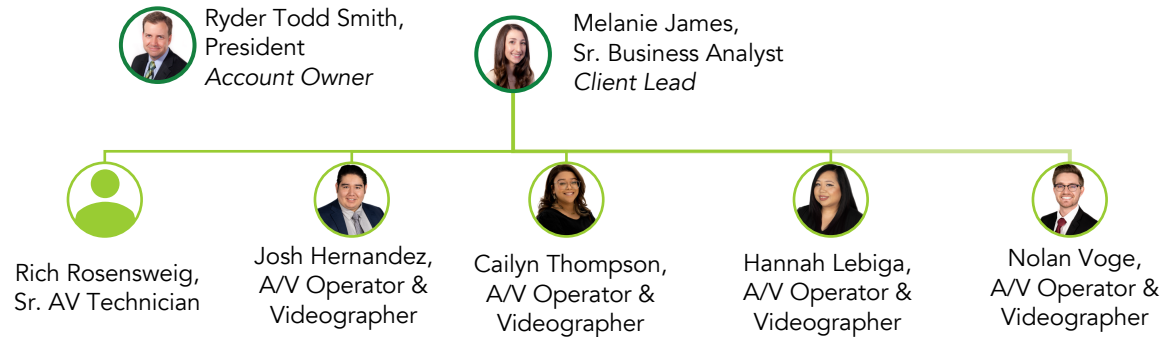 Ryder Todd Smith,
President
Account Owner
Melanie James,
Sr. Business Analyst
Client Lead
Rich Rosensweig,
Sr. AV Technician
Josh Hernandez,
A/V Operator &
Videographer
Cailyn Thompson,
A/V Operator &
Videographer
Hannah Lebiga,
A/V Operator &
Videographer
Nolan Voge,
A/V Operator &
Videographer